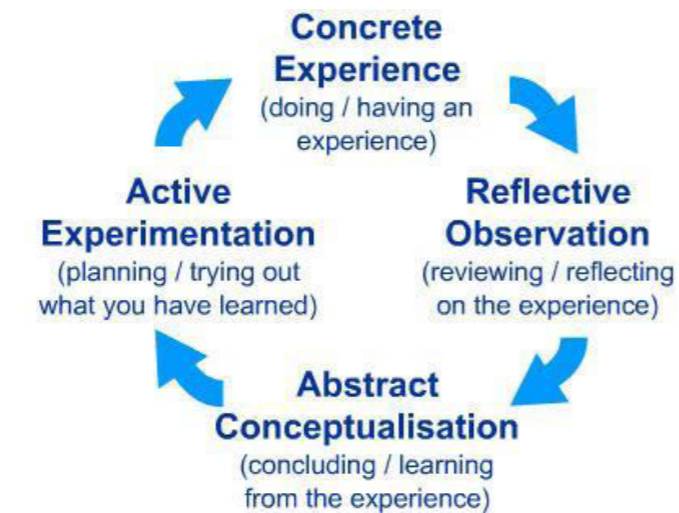 Concrete
Experience
(doing / having an
experience)
Active
Experimentation
(planning / trying out
what you have learned)
Reflective
Observation
(reviewing / reflecting
on the experience)
Abstract
Conceptualisation
(concluding / learning
from the experience)